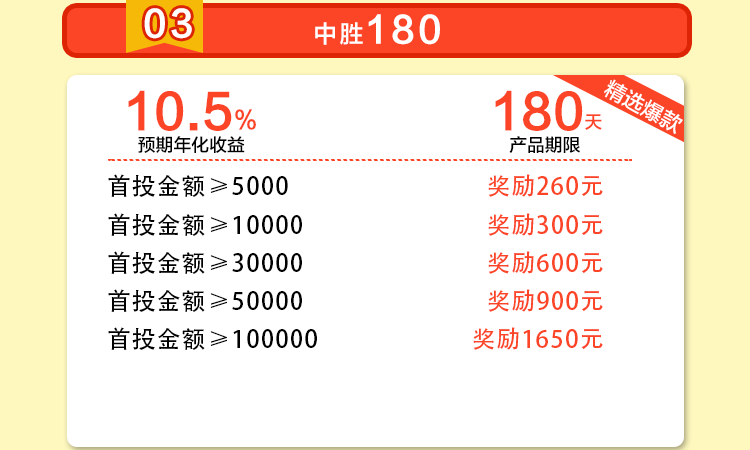 03
中胜180
精选爆款
10.5%
180天
预期年化收益
产品期限
首投金额≥5000 奖励260元
首投金额≥10000 奖励300元
首投金额≥30000 奖励600元
首投金额≥50000 奖励900元
首投金额≥100000 奖励1650元